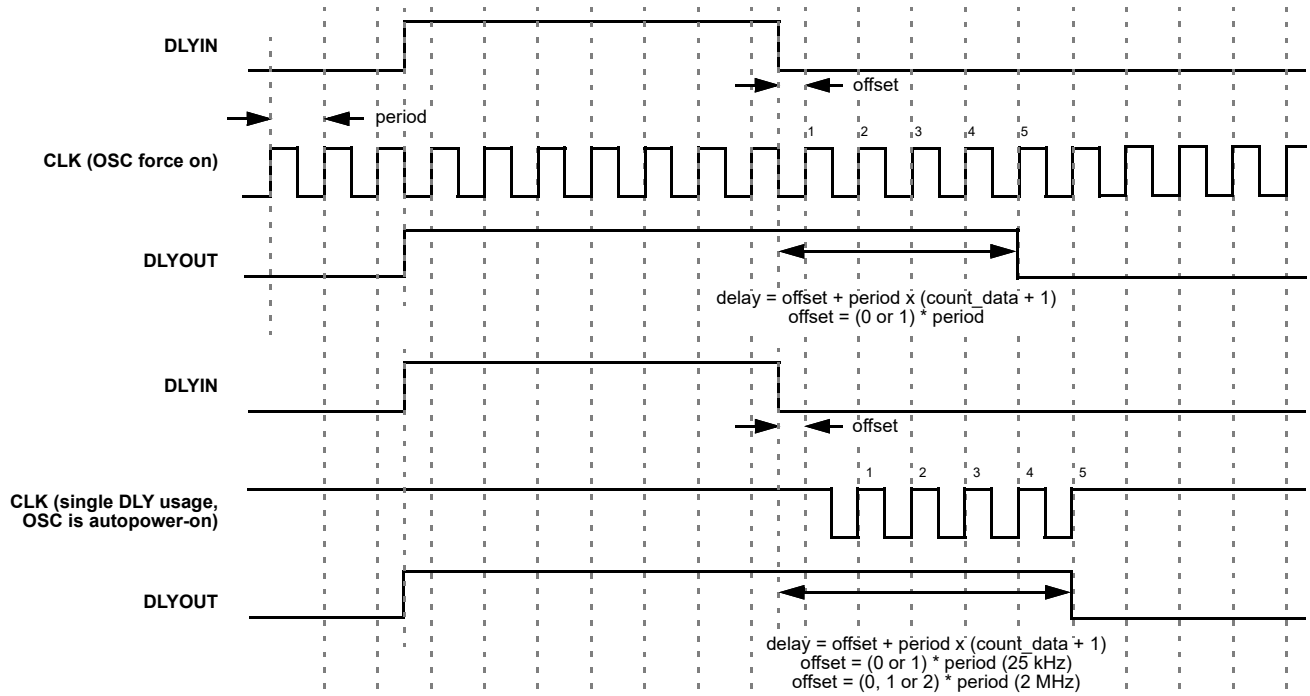 DLYIN
offset
period
1 2 3 4 5
CLK (OSC force on)
DLYOUT
delay = offset + period x (count_data + 1)
offset = (0 or 1) * period
DLYIN
offset
1 2 3 4 5
CLK (single DLY usage,
OSC is autopower-on)
DLYOUT
delay = offset + period x (count_data + 1)
offset = (0 or 1) * period (25 kHz)
offset = (0, 1 or 2) * period (2 MHz)